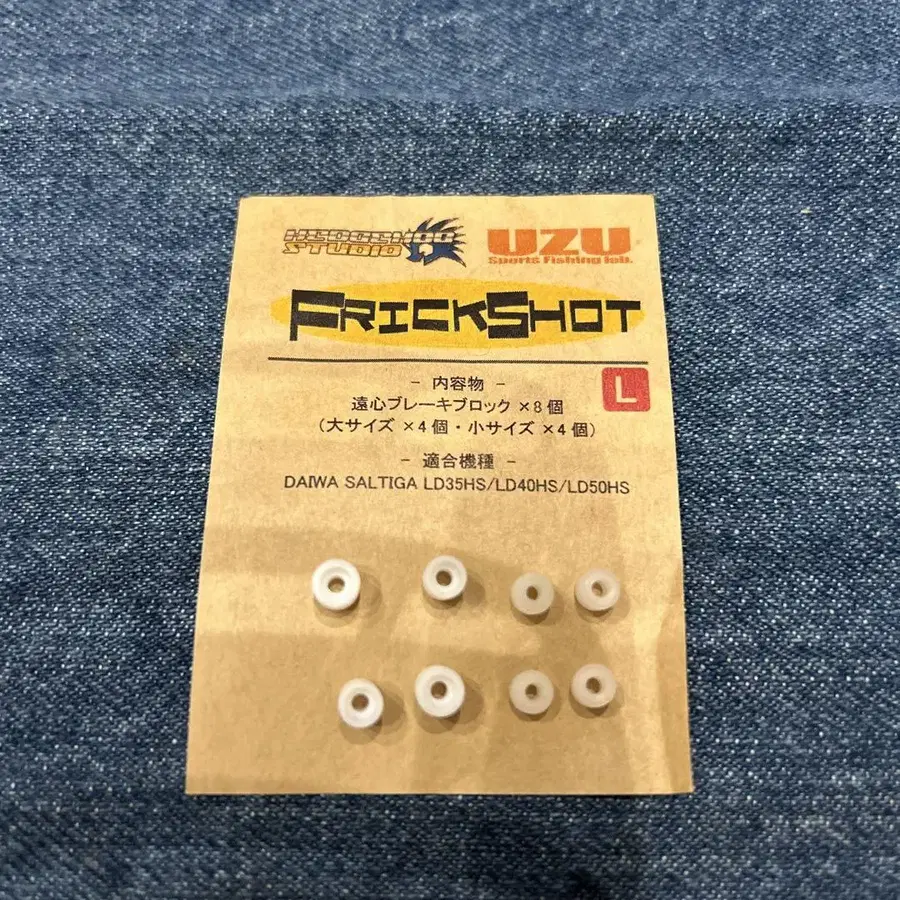 HEDGEHOG
STUDIO
UZU
Sports Fishing lab.
FRICKSHOT
- 内容物 -
L
遠心ブレーキブロック ×8個
（大サイズ ×4個・小サイズ ×4個）
- 適合機種 -
DAIWA SALTIGA LD35HS/LD40HS/LD50HS